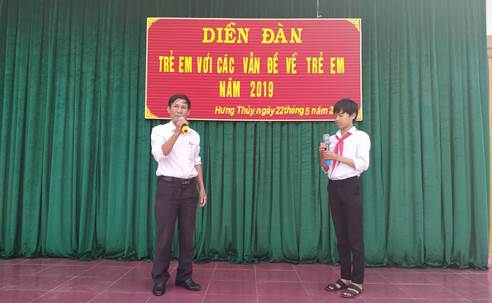 DIỄN ĐÀN
TRẺ EM VỚI CÁC VẤN ĐỀ VỀ TRẺ EM
NĂM 2019
Hưng Thủy, ngày 22 tháng 5 năm